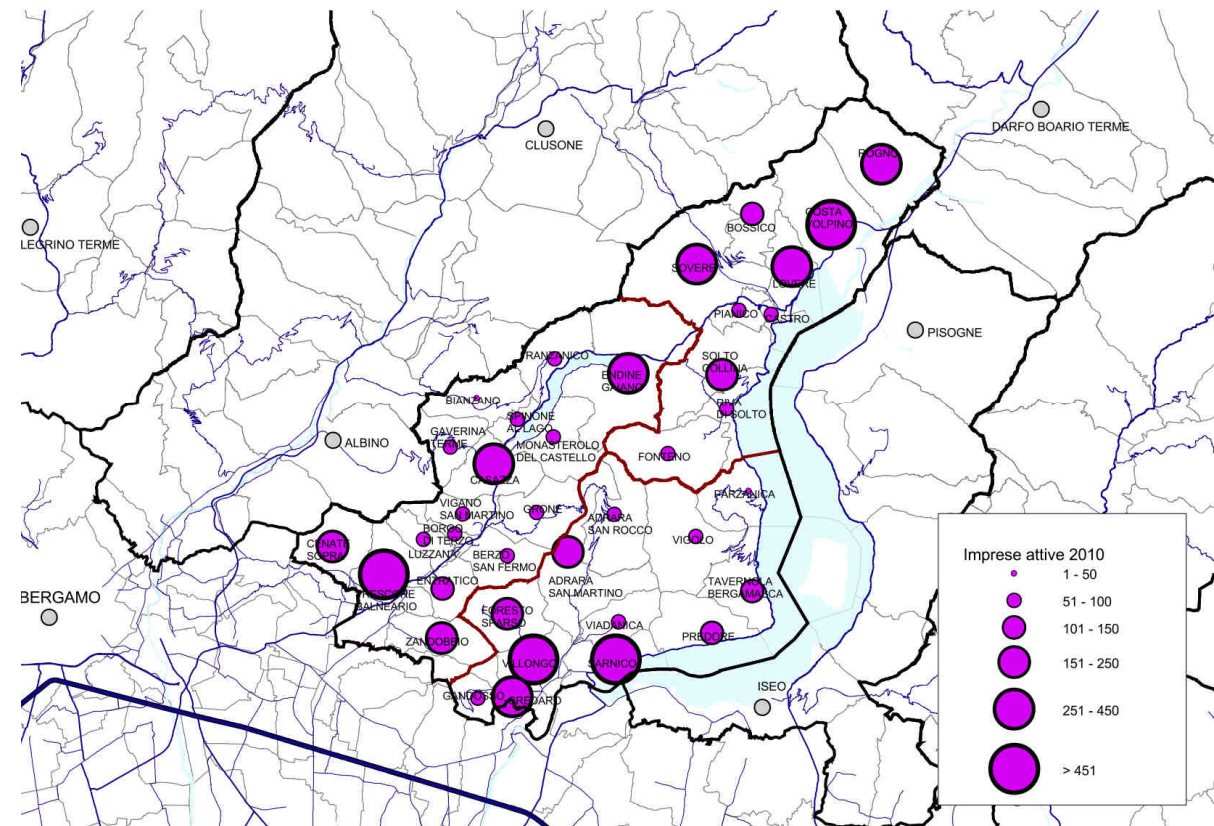 DARFO BOARIO TERME
CLUSONE
ROGNO
LEGRINO TERME
BOSSICO
COSTA
VOLPINO
SOVERE
LOVERE
PIANICO
CASTRO
PISOGNE
RANZANICO
SOLTO
COLLINA
ENDINE
GAIANO
BIANZANO
RIVA
DI SOLTO
SPINONE
AL LAGO
GAVERINA
TERME
ALBINO
MONASTEROLO
DEL CASTELLO
FONTENO
CASAZZA
PARZANICA
VIGANO
SAN MARTINO
GRONE
ADRARA
SAN ROCCO
BORGO
DI TERZO
VIGOLO
CENATE
SOPRA
LUZZANA
BERZO
SAN FERMO
ENTRATICO
ADRARA
SAN MARTINO
TAVERNOLA
BERGAMASCA
TRESCORE
BALNEARIO
BERGAMO
FORESTO
SPARSO
VIADANICA
PREDORE
ZANDOBBIO
VILLONGO
SARNICO
ISEO
GANDOSSO
CREDARO
Imprese attive 2010
1 - 50
51 - 100
101 - 150
151 - 250
251 - 450
> 451